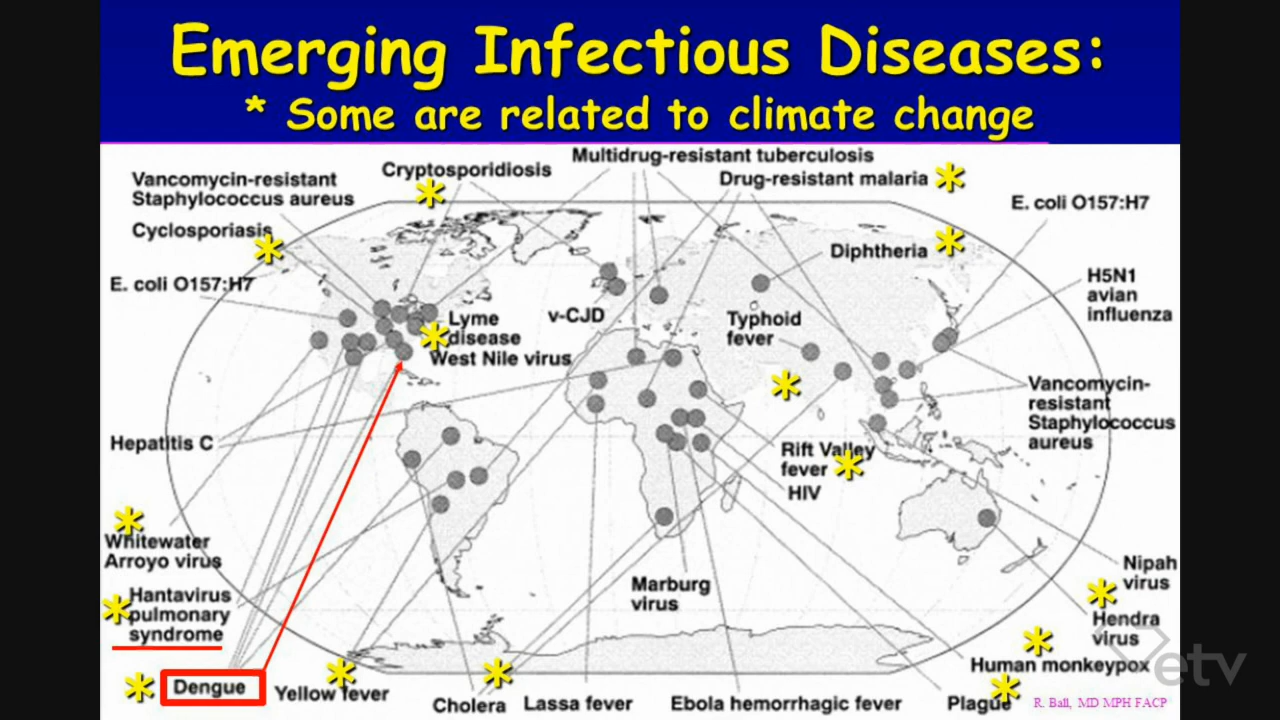 Emerging Infectious Diseases:
* Some are related to climate change
Multidrug-resistant tuberculosis
Cryptosporidiosis
Drug-resistant malaria
Vancomycin-resistant
Staphylococcus aureus
E. coli O157:H7
Cyclosporiasis
Diphtheria
E. coli O157:H7
H5N1
avian
influenza
Lyme
disease
West Nile virus
v-CJD
Typhoid
fever
Vancomycin-
resistant
Staphylococcus
aureus
Hepatitis C
Rift Valley
fever
HIV
Whitewater
Arroyo virus
Nipah
virus
Marburg
virus
Hantavirus
pulmonary
syndrome
Hendra
virus
Human monkeypox
etv
Dengue
Yellow fever
Cholera
Lassa fever
Ebola hemorrhagic fever
Plague
R. Ball, MD MPH FACP